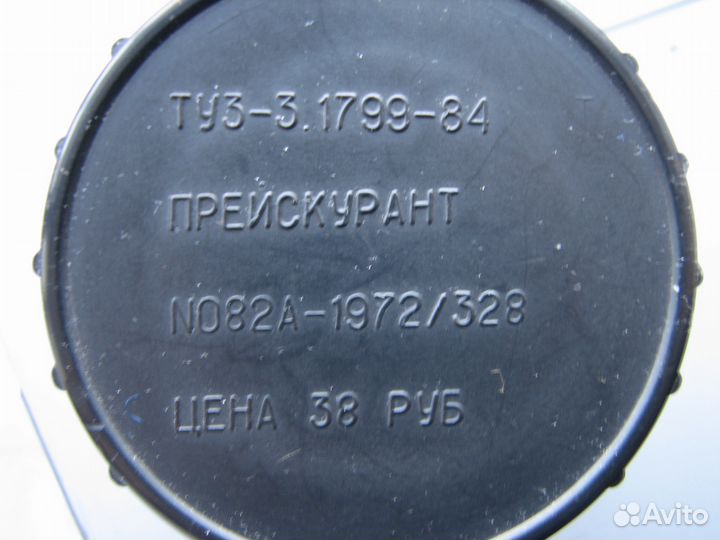 ТУ3-3.1799-84
ПРЕЙСКУРАНТ
N082А-1972/328
ЦЕНА 38 РУБ
Avito